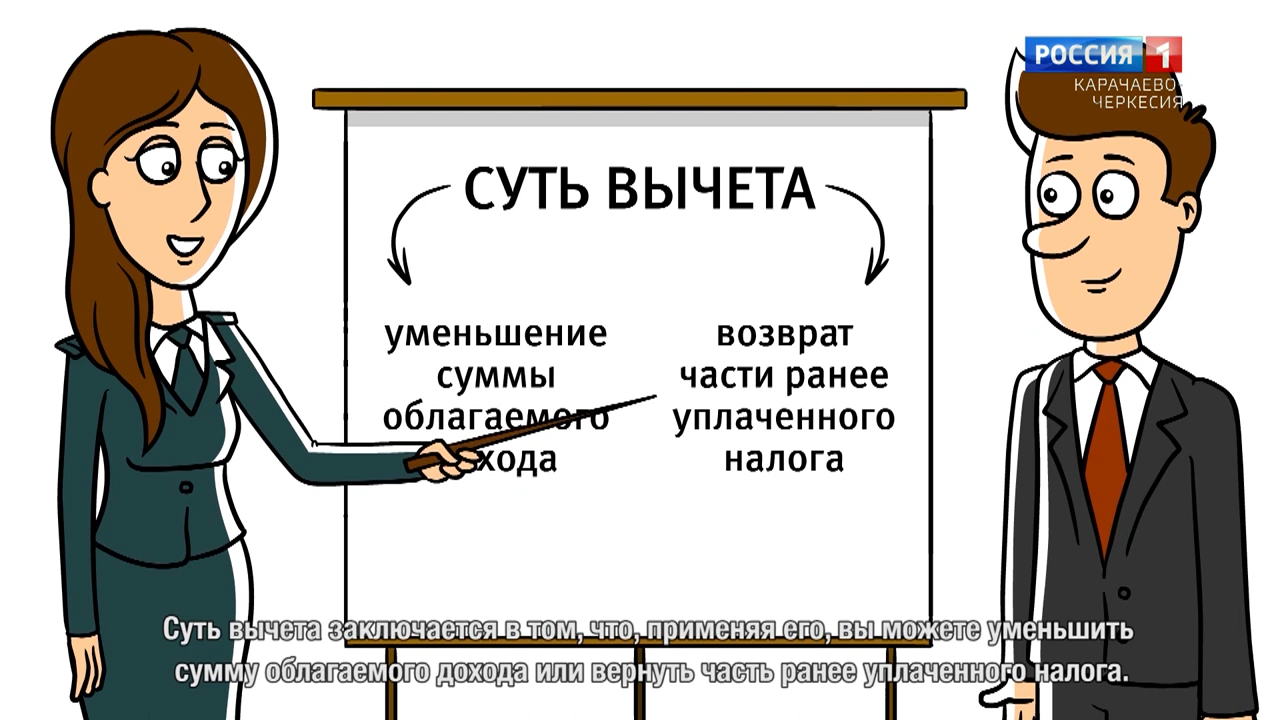 РОССИЯ 1
КАРАЧАЕВО-
ЧЕРКЕСИЯ
СУТЬ ВЫЧЕТА
уменьшение
суммы
облагаемого
хода
возврат
части ранее
уплаченного
налога
Суть вычета заключается в том, что, применяя его, вы можете уменьшить
сумму облагаемого дохода или вернуть часть ранее уплаченного налога.